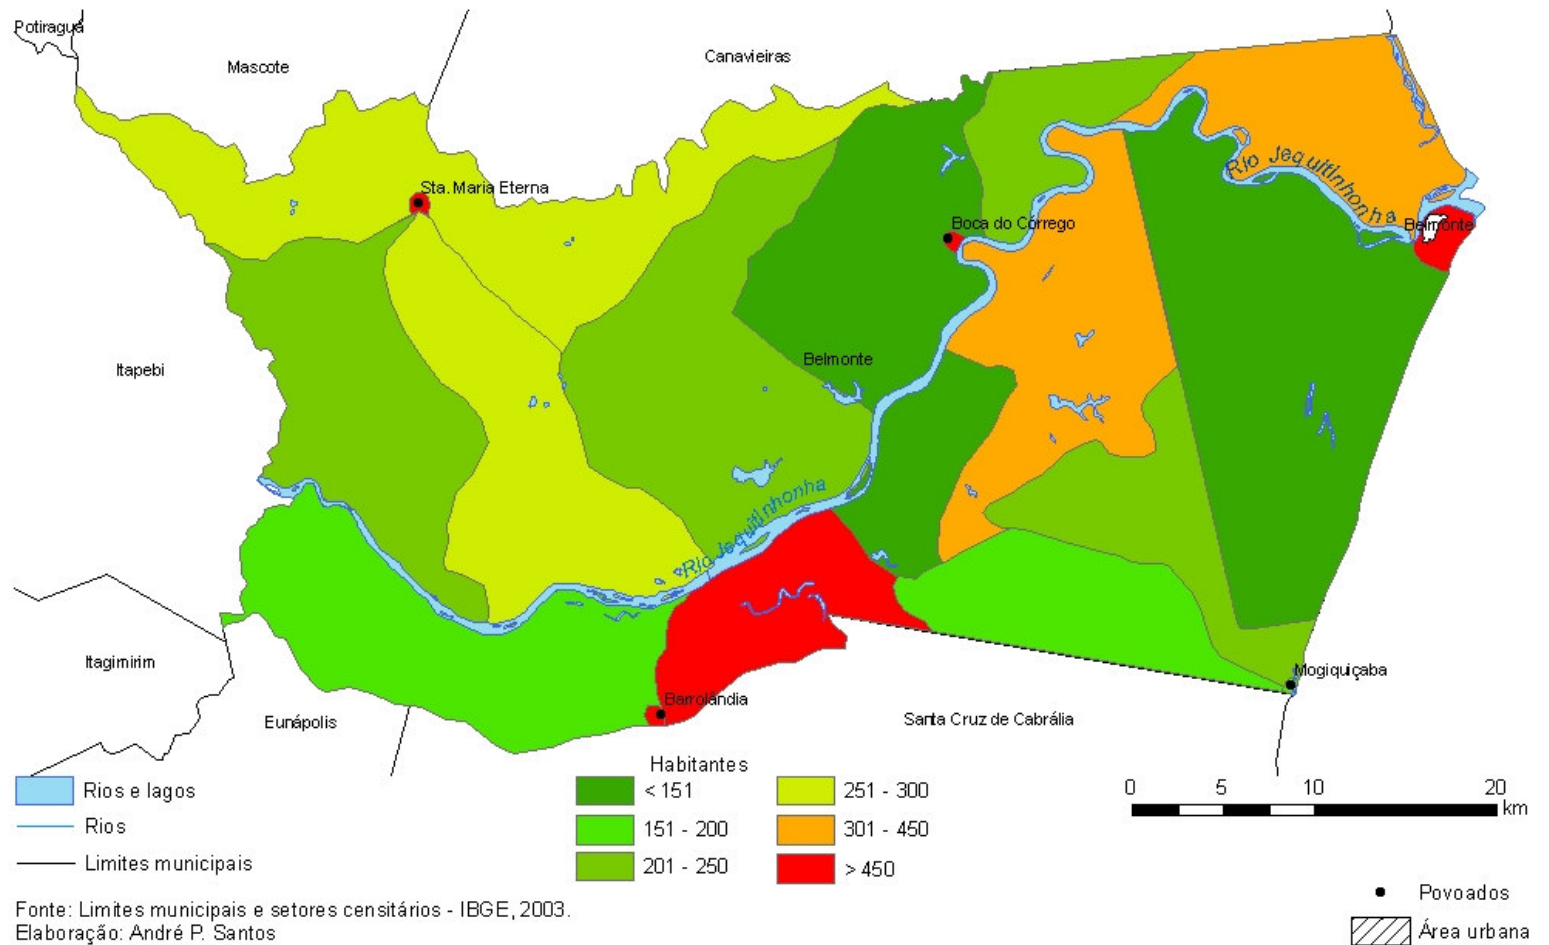 Potiraguá
Mascote
Canavieiras
Sta. Maria Eterna
Rio Jequitinhonha
Boca do Córrego
Belmonte
Itapebi
Belmonte
Rio Jequitinhonha
Itagimirim
Mogiquiçaba
Barrolândia
Eunápolis
Santa Cruz de Cabrália
Habitantes
Rios e lagos
< 151
251 - 300
0 5 10 20
km
Rios
151 - 200
301 - 450
Limites municipais
201 - 250
> 450
Povoados
Fonte: Limites municipais e setores censitários - IBGE, 2003.
Elaboração: André P. Santos
Área urbana